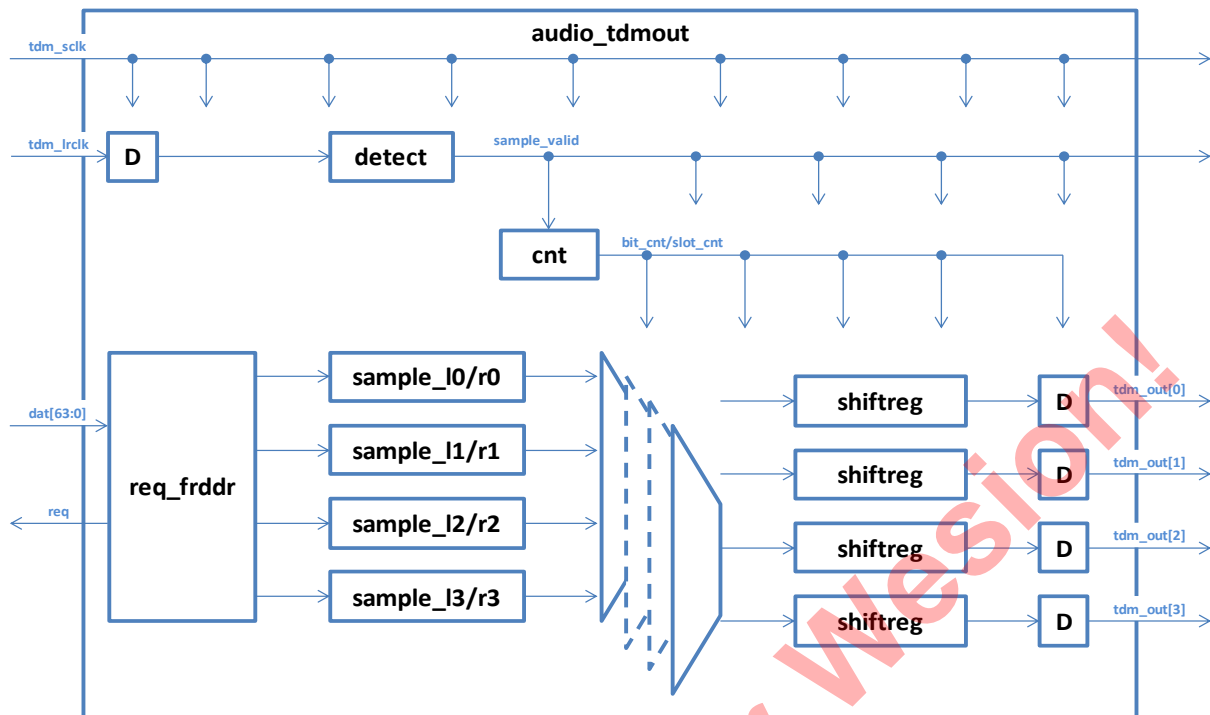 audio_tdmout
tdm_sclk
tdm_lrclk
D
detect
sample_valid
cnt
bit_cnt/slot_cnt
dat[63:0]
req
req_frddr
sample_l0/r0
sample_l1/r1
sample_l2/r2
sample_l3/r3
shiftreg
D
tdm_out[0]
shiftreg
D
tdm_out[1]
shiftreg
D
tdm_out[2]
shiftreg
D
tdm_out[3]
Wesion!